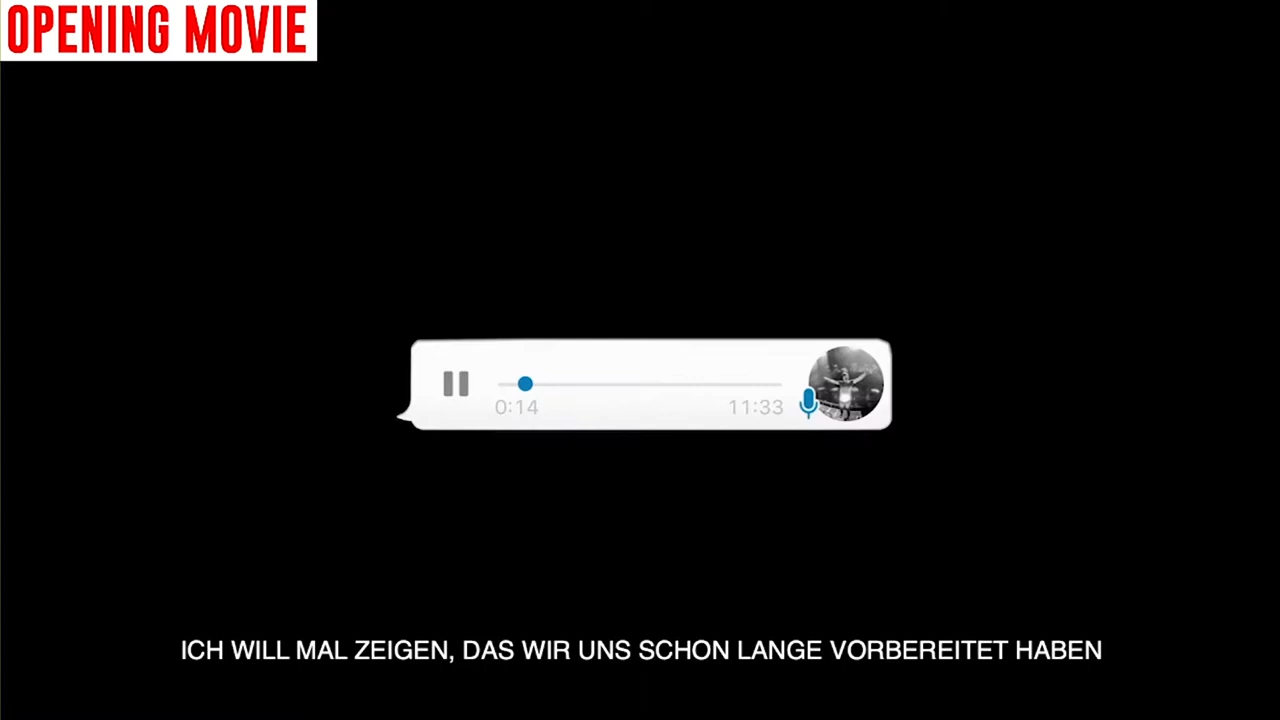 OPENING MOVIE
0:14
11:33
ICH WILL MAL ZEIGEN, DAS WIR UNS SCHON LANGE VORBEREITET HABEN